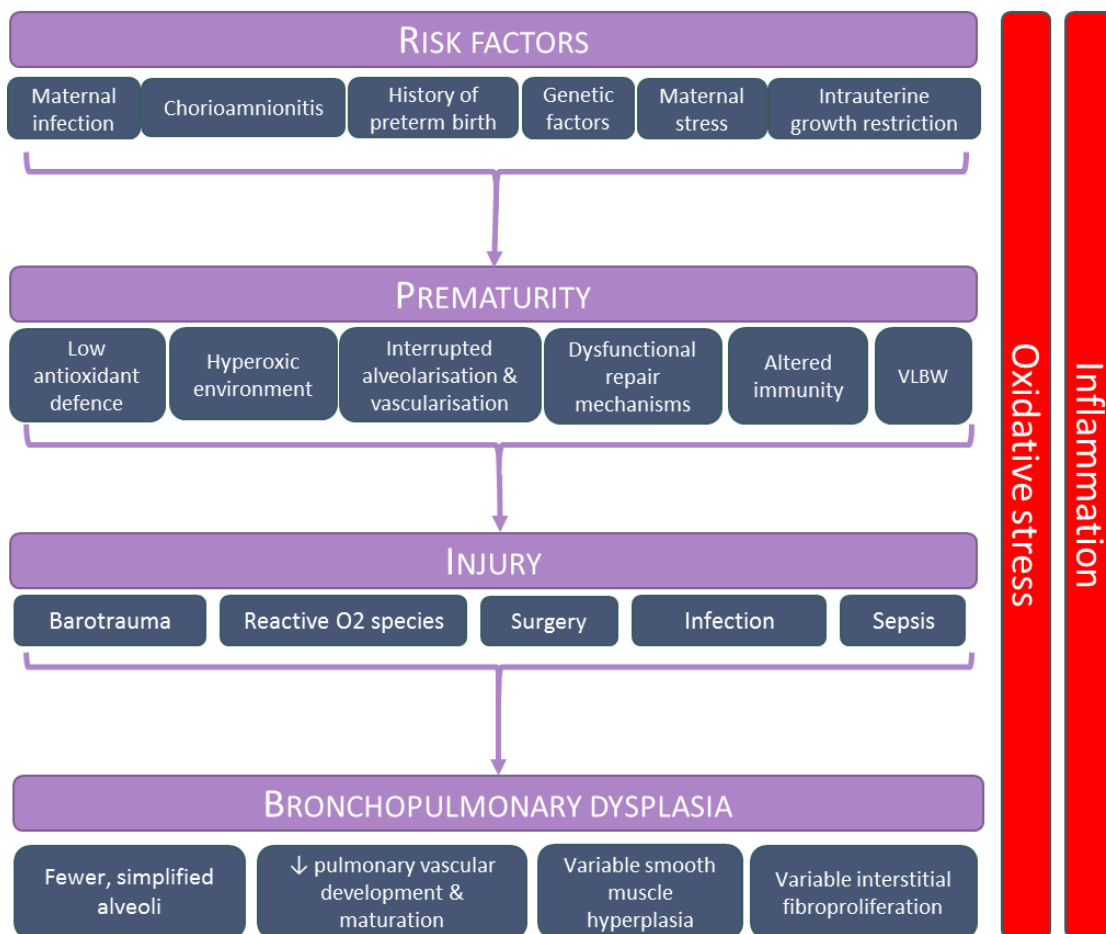 RISK FACTORS
Maternal
infection
Chorioamnionitis
History of
preterm birth
Genetic
factors
Maternal
stress
Intrauterine
growth restriction
PREMATURITY
Low
antioxidant
defence
Hyperoxic
environment
Interrupted
alveolarisation &
vascularisation
Dysfunctional
repair
mechanisms
Altered
immunity
VLBW
INJURY
Barotrauma
Reactive O2 species
Surgery
Infection
Sepsis
BRONCHOPULMONARY DYSPLASIA
Fewer, simplified
alveoli
↓ pulmonary vascular
development &
maturation
Variable smooth
muscle
hyperplasia
Variable interstitial
fibroproliferation
Oxidative stress
Inflammation